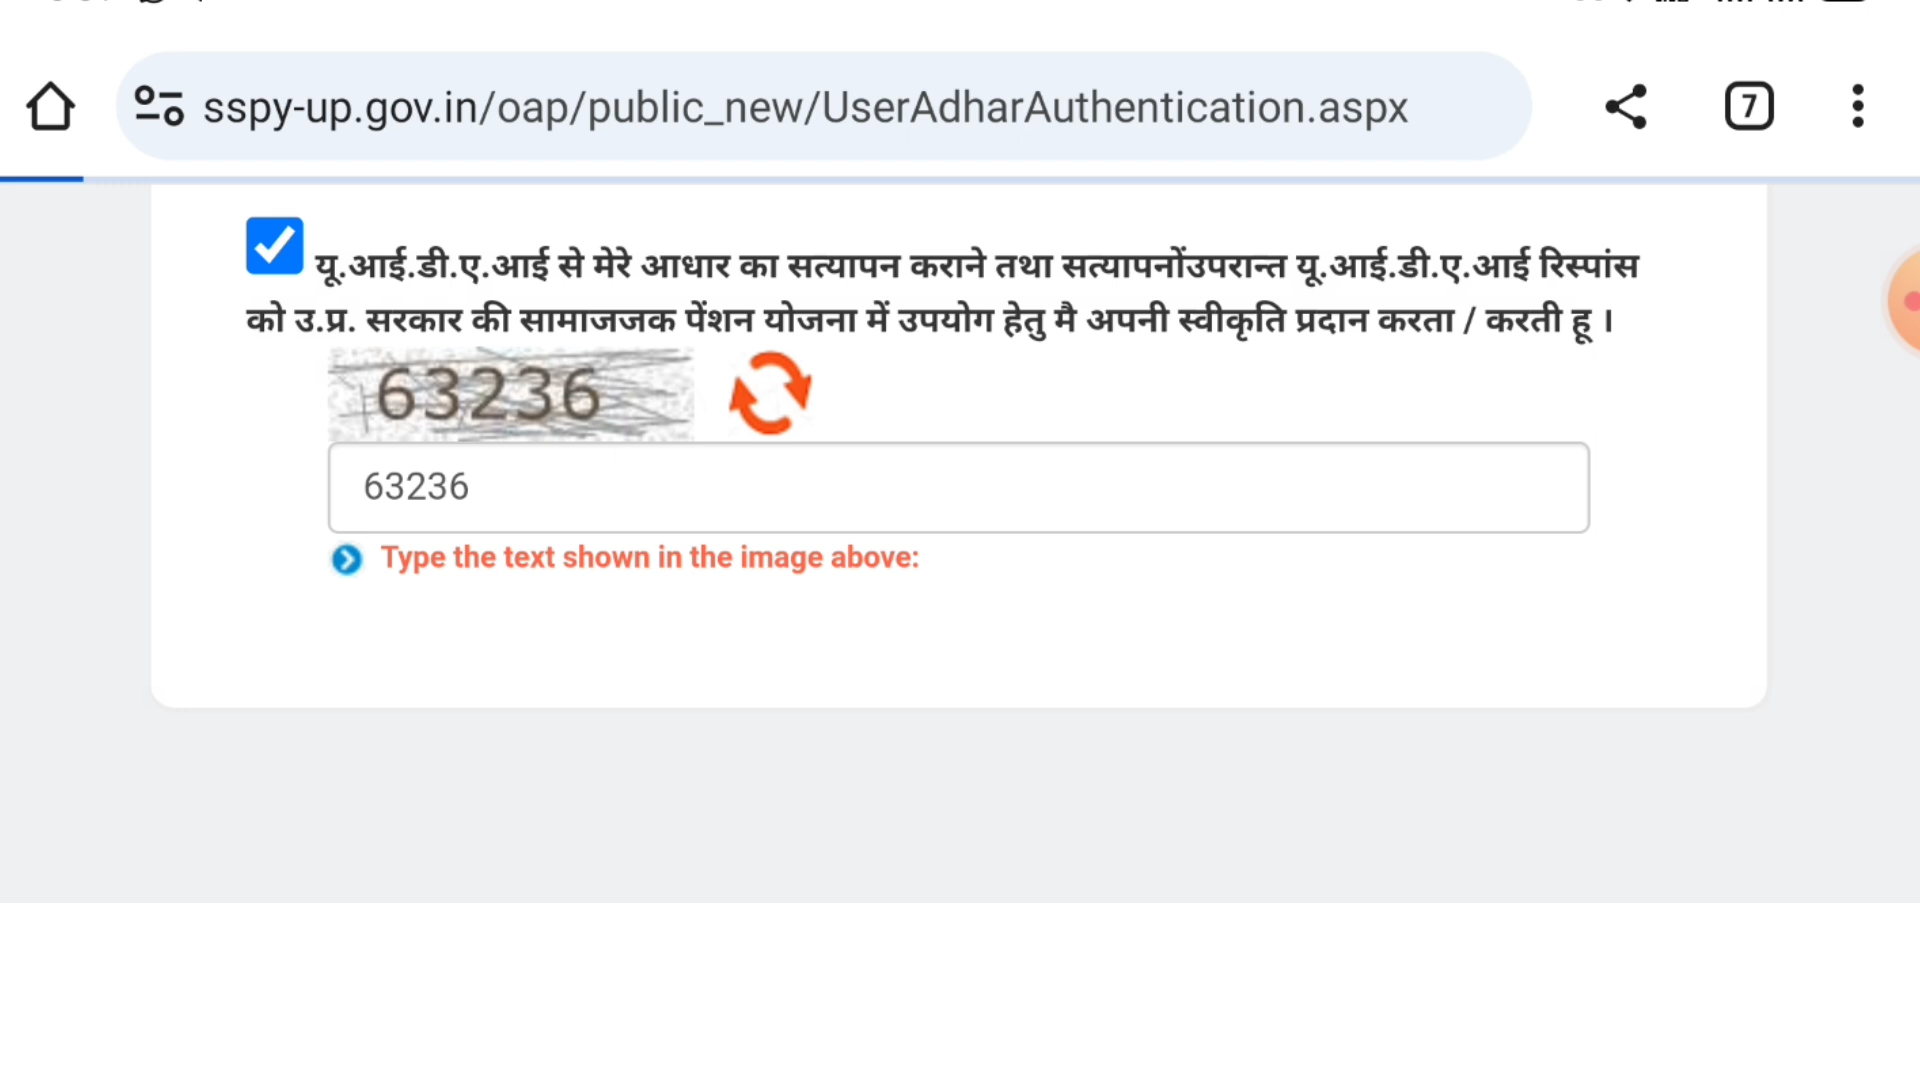 sspy-up.gov.in/oap/public_new/UserAdharAuthentication.aspx
7
यू.आई.डी.ए.आई से मेरे आधार का सत्यापन कराने तथा सत्यापनोंउपरान्त यू.आई.डी.ए.आई रिस्पांस
को उ.प्र. सरकार की सामाजजक पेंशन योजना में उपयोग हेतु मै अपनी स्वीकृति प्रदान करता / करती हू ।
63236
63236
Type the text shown in the image above: